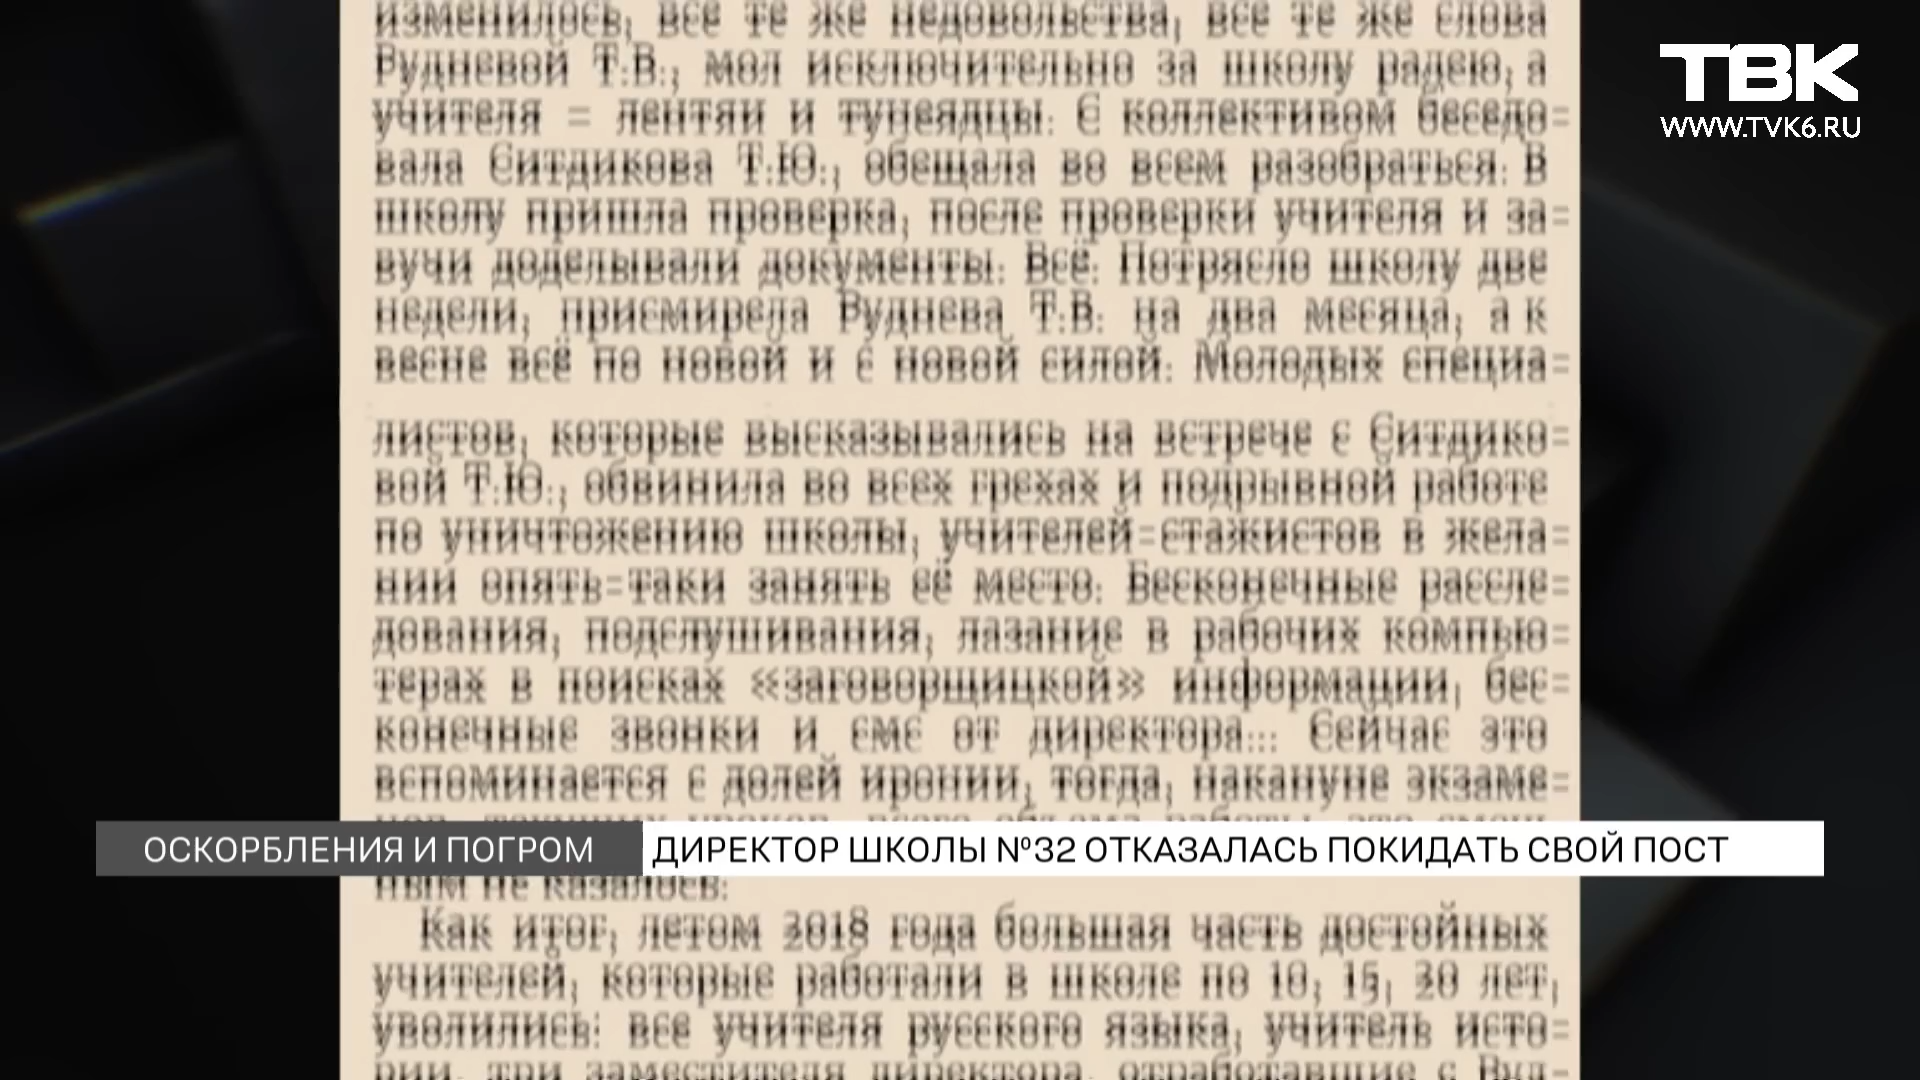 изменилось, все те же недовольства, все те же слова
Рудневой Т.В., мол исключительно за школу радею, а
учителя – лентяи и тунеядцы. С коллективом беседо-
вала Ситдикова Т.Ю., обещала во всем разобраться. В
школу пришла проверка, после проверки учителя и за-
вучи доделывали документы. Всё. Потрясло школу две
недели, присмирела Руднева Т.В. на два месяца, а к
весне всё по новой и с новой силой. Молодых специа-
листов, которые высказывались на встрече с Ситдико-
вой Т.Ю., обвинила во всех грехах и подрывной работе
по уничтожению школы, учителей-стажистов в жела-
нии опять-таки занять её место. Бесконечные рассле-
дования, подслушивания, лазание в рабочих компью-
терах в поисках «заговорщицкой» информации, бес-
конечные звонки и смс от директора... Сейчас это
вспоминается с долей иронии, тогда, накануне экзаме-
ным не казалось.
Как итог, летом 2018 года большая часть достойных
учителей, которые работали в школе по 10, 15, 20 лет,
уволились: все учителя русского языка, учитель исто-
рии, три заместителя директора, отработавшие с Руд-
ТВК
WWW.TVK6.RU
ОСКОРБЛЕНИЯ И ПОГРОМ
ДИРЕКТОР ШКОЛЫ №32 ОТКАЗАЛАСЬ ПОКИДАТЬ СВОЙ ПОСТ